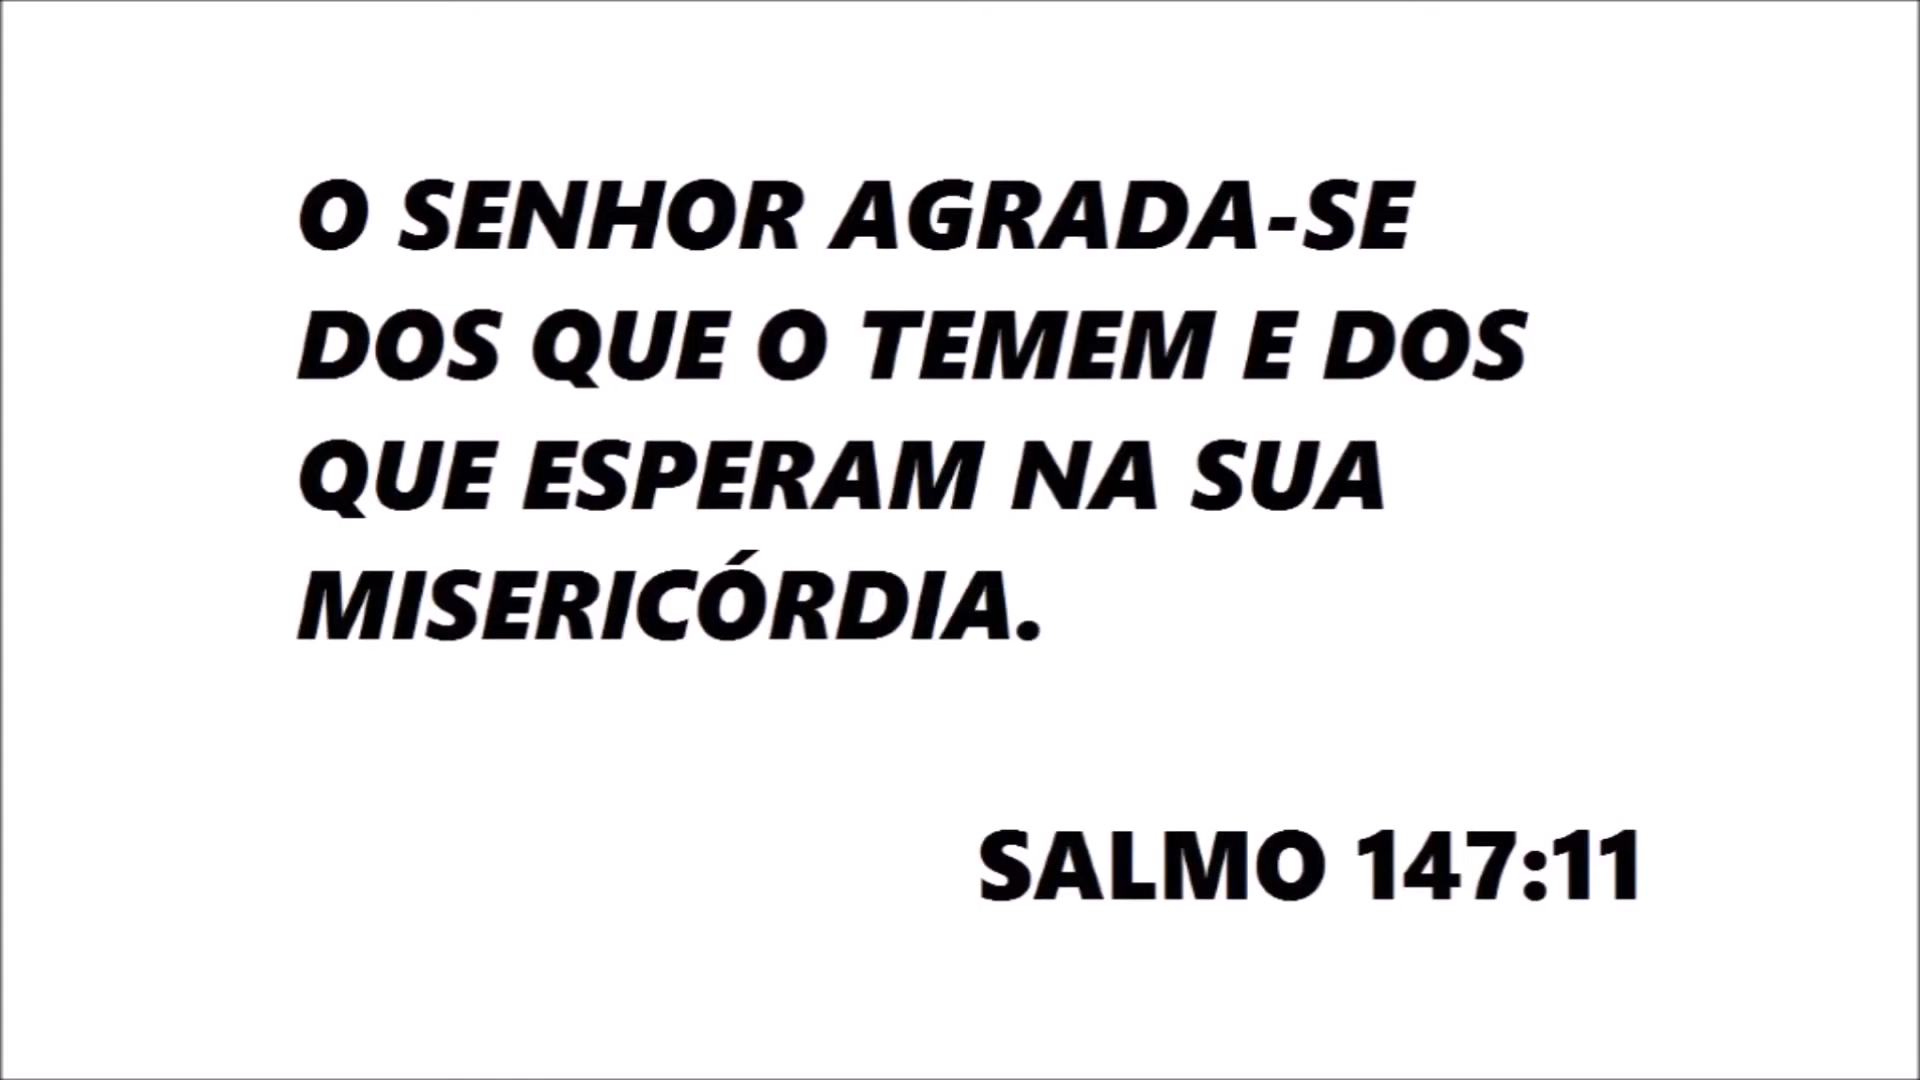 O SENHOR AGRADA-SE
DOS QUE O TEMEM E DOS
QUE ESPERAM NA SUA
MISERICÓRDIA.
SALMO 147:11